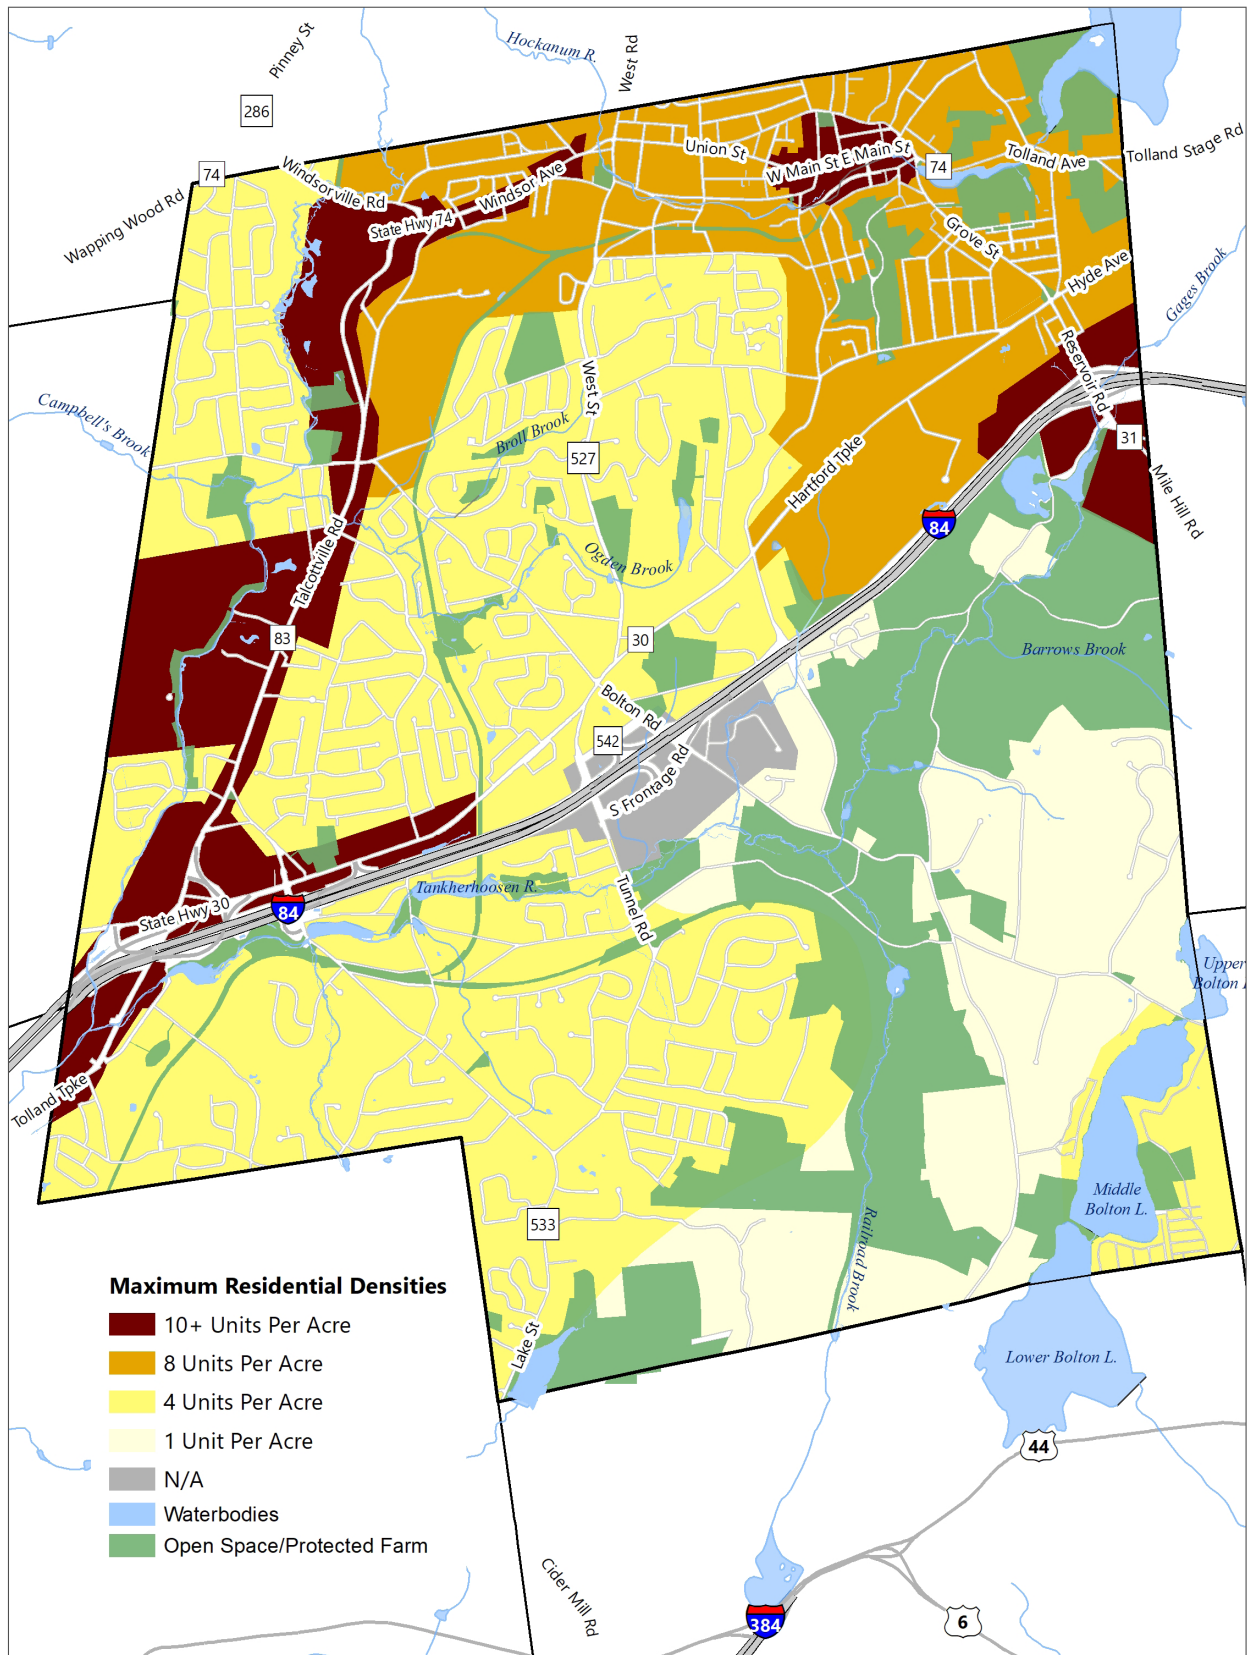 Pinney St
Hockanum R.
West Rd
286
74
Windsorville Rd
Wapping Wood Rd
State Hwy 74
Windsor Ave
Union St
W Main St E Main St
74
Tolland Ave
Tolland Stage Rd
Grove St
Hyde Ave
Gages Brook
Reservoir Rd
West St
Campbell's Brook
Broll Brook
527
31
Hartford Tpke
Mile Hill Rd
84
Talcottville Rd
Ogden Brook
83
30
Barrows Brook
Bolton Rd
542
S Frontage Rd
Tankherhoosen R.
Tunnel Rd
State Hwy 30
84
Upper
Bolton
Tolland Tpke
Middle
Bolton L.
533
Railroad Brook
Lake St
Lower Bolton L.
Maximum Residential Densities
10+ Units Per Acre
8 Units Per Acre
4 Units Per Acre
1 Unit Per Acre
N/A
Waterbodies
Open Space/Protected Farm
44
Cider Mill Rd
384
6